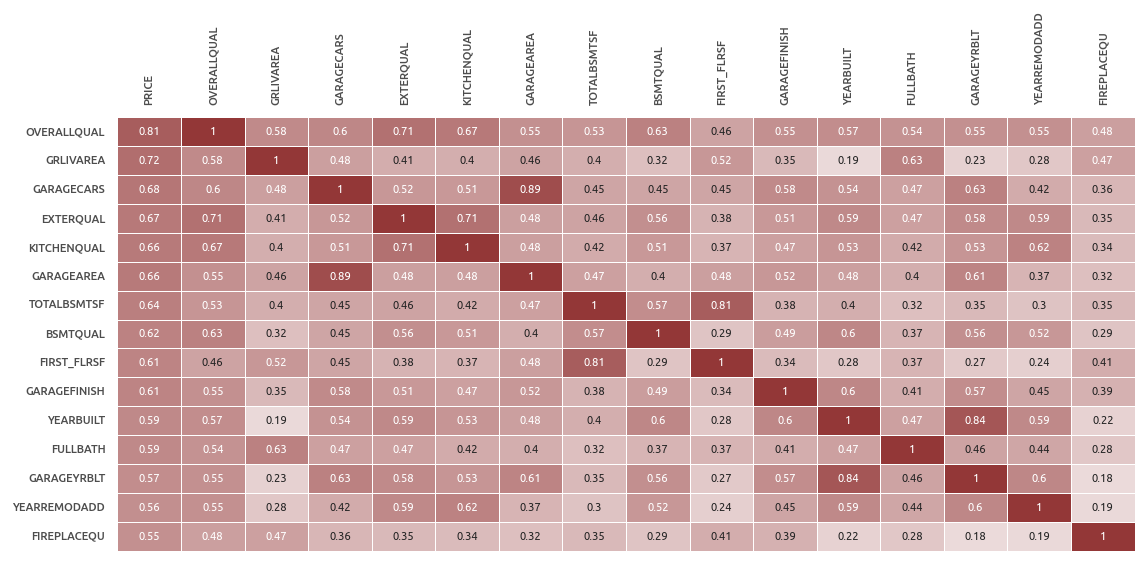 PRICE OVERALLQUAL GRLIVAREA GARAGECARS EXTERQUAL KITCHENQUAL GARAGEAREA TOTALBSMTSF BSMTQUAL FIRST_FLRSF GARAGEFINISH YEARBUILT FULLBATH GARAGEYRBLT YEARREMODADD FIREPLACEQU
OVERALLQUAL 0.81 1 0.58 0.6 0.71 0.67 0.55 0.53 0.63 0.46 0.55 0.57 0.54 0.55 0.55 0.48
GRLIVAREA 0.72 0.58 1 0.48 0.41 0.4 0.46 0.4 0.32 0.52 0.35 0.19 0.63 0.23 0.28 0.47
GARAGECARS 0.68 0.6 0.48 1 0.52 0.51 0.89 0.45 0.45 0.45 0.58 0.54 0.47 0.63 0.42 0.36
EXTERQUAL 0.67 0.71 0.41 0.52 1 0.71 0.48 0.46 0.56 0.38 0.51 0.59 0.47 0.58 0.59 0.35
KITCHENQUAL 0.66 0.67 0.4 0.51 0.71 1 0.48 0.42 0.51 0.37 0.47 0.53 0.42 0.53 0.62 0.34
GARAGEAREA 0.66 0.55 0.46 0.89 0.48 0.48 1 0.47 0.4 0.48 0.52 0.48 0.4 0.61 0.37 0.32
TOTALBSMTSF 0.64 0.53 0.4 0.45 0.46 0.42 0.47 1 0.57 0.81 0.38 0.4 0.32 0.35 0.3 0.35
BSMTQUAL 0.62 0.63 0.32 0.45 0.56 0.51 0.4 0.57 1 0.29 0.49 0.6 0.37 0.56 0.52 0.29
FIRST_FLRSF 0.61 0.46 0.52 0.45 0.38 0.37 0.48 0.81 0.29 1 0.34 0.28 0.37 0.27 0.24 0.41
GARAGEFINISH 0.61 0.55 0.35 0.58 0.51 0.47 0.52 0.38 0.49 0.34 1 0.6 0.41 0.57 0.45 0.39
YEARBUILT 0.59 0.57 0.19 0.54 0.59 0.53 0.48 0.4 0.6 0.28 0.6 1 0.47 0.84 0.59 0.22
FULLBATH 0.59 0.54 0.63 0.47 0.47 0.42 0.4 0.32 0.37 0.37 0.41 0.47 1 0.46 0.44 0.28
GARAGEYRBLT 0.57 0.55 0.23 0.63 0.58 0.53 0.61 0.35 0.56 0.27 0.57 0.84 0.46 1 0.6 0.18
YEARREMODADD 0.56 0.55 0.28 0.42 0.59 0.62 0.37 0.3 0.52 0.24 0.45 0.59 0.44 0.6 1 0.19
FIREPLACEQU 0.55 0.48 0.47 0.36 0.35 0.34 0.32 0.35 0.29 0.41 0.39 0.22 0.28 0.18 0.19 1